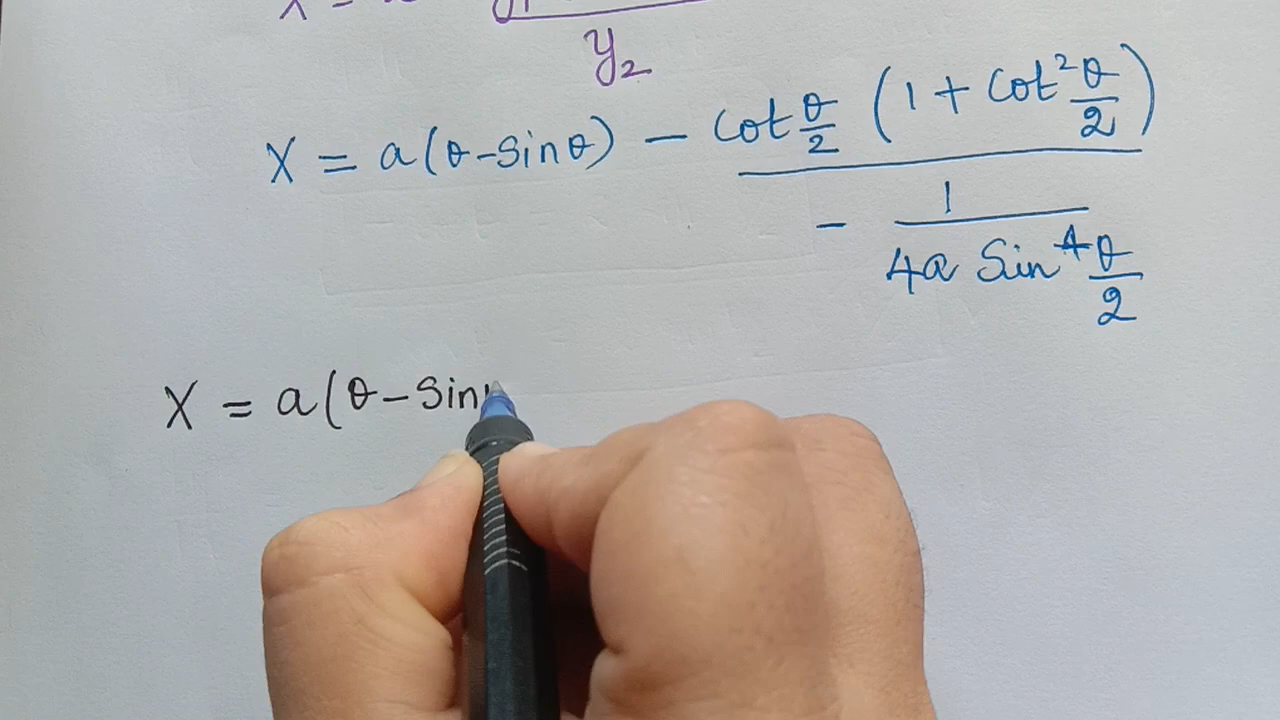 y₂
X = a(θ-sinθ) - cot θ/2 (1 + cot² θ/2)
- 1
4a sin⁴ θ/2
X = a(θ-sin